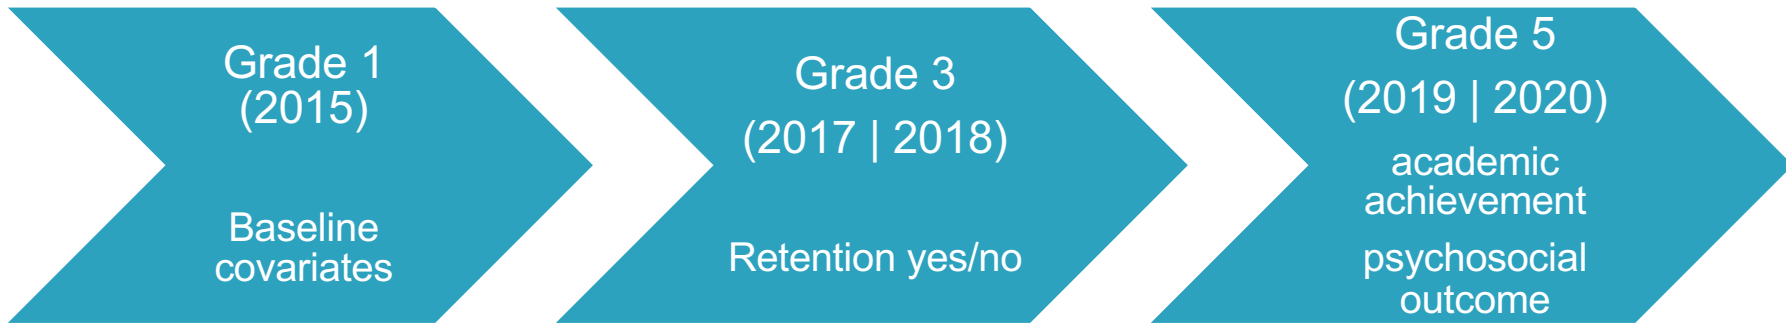 Grade 1
(2015)
Baseline
covariates
Grade 3
(2017 | 2018)
Retention yes/no
Grade 5
(2019 | 2020)
academic
achievement
psychosocial
outcome